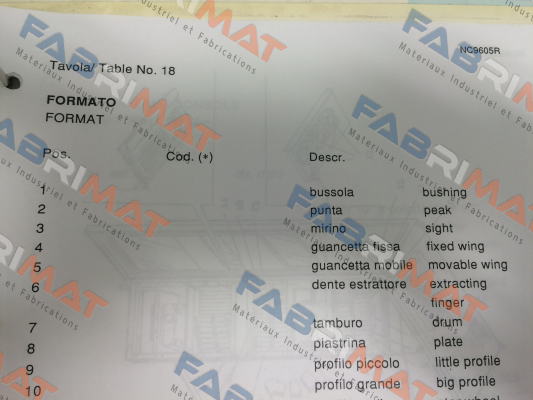 NC9605R
Tavola/ Table No. 18
FORMATO
FORMAT
Pos. Cod. (*) Descr.
1 bussola bushing
2 punta peak
3 mirino sight
4 guancetta fissa fixed wing
5 guancetta mobile movable wing
6 dente estrattore extracting
finger
7 tamburo drum
8 piastrina plate
9 profilo piccolo little profile
10 profilo grande big profile
FABRIMAT
Matériaux Industriel et Fabrications